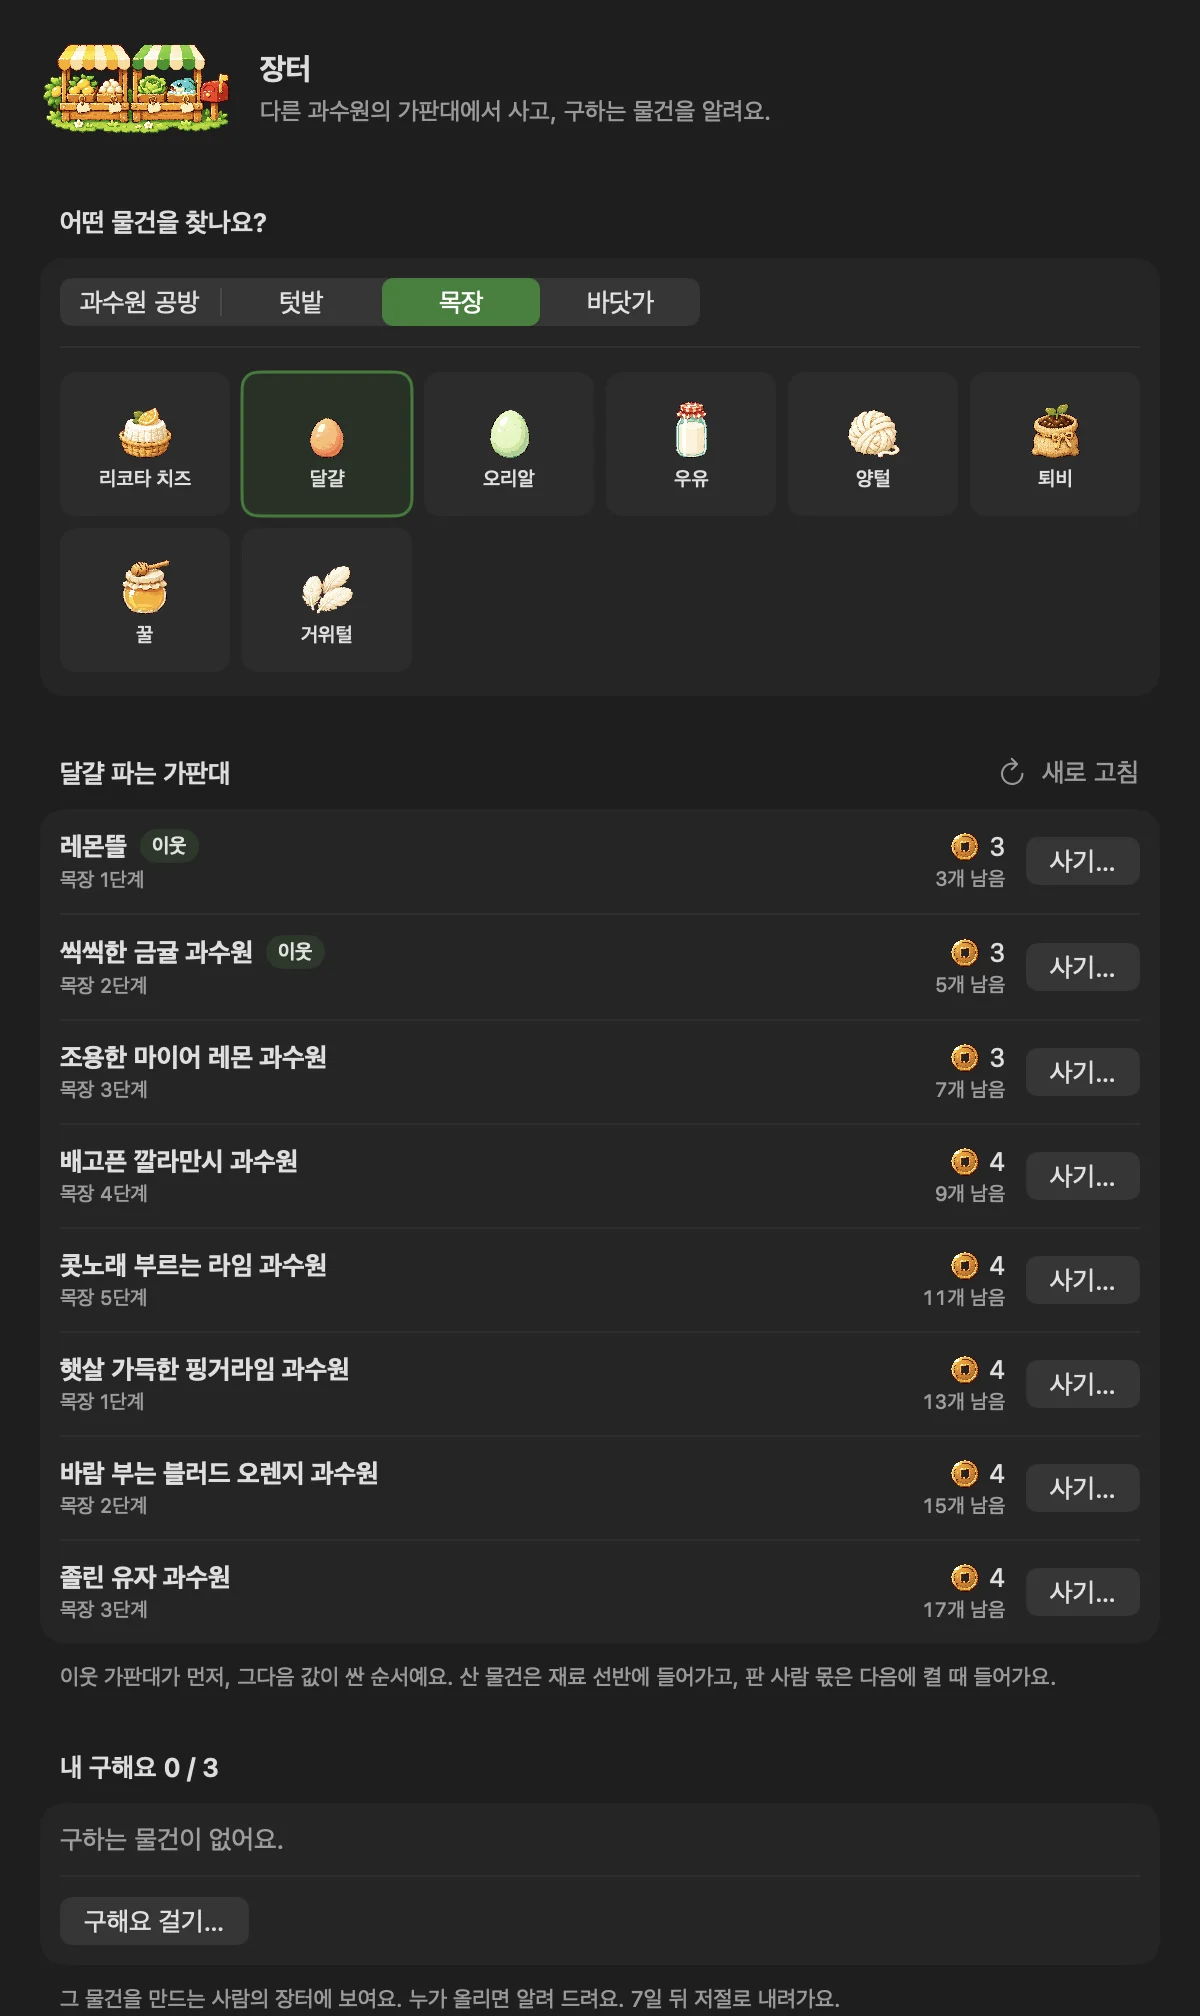 장터
다른 과수원의 가판대에서 사고, 구하는 물건을 알려요.
어떤 물건을 찾나요?
과수원 공방 텃밭 목장 바닷가
리코타 치즈 달걀 오리알 우유 양털 퇴비
꿀 거위털
달걀 파는 가판대 새로 고침
레몬뜰 이웃 3 사기...
목장 1단계 3개 남음
씩씩한 금귤 과수원 이웃 3 사기...
목장 2단계 5개 남음
조용한 마이어 레몬 과수원 3 사기...
목장 3단계 7개 남음
배고픈 깔라만시 과수원 4 사기...
목장 4단계 9개 남음
콧노래 부르는 라임 과수원 4 사기...
목장 5단계 11개 남음
햇살 가득한 핑거라임 과수원 4 사기...
목장 1단계 13개 남음
바람 부는 블러드 오렌지 과수원 4 사기...
목장 2단계 15개 남음
졸린 유자 과수원 4 사기...
목장 3단계 17개 남음
이웃 가판대가 먼저, 그다음 값이 싼 순서예요. 산 물건은 재료 선반에 들어가고, 판 사람 몫은 다음에 켤 때 들어가요.
내 구해요 0 / 3
구하는 물건이 없어요.
구해요 걸기...
그 물건을 만드는 사람의 장터에 보여요. 누가 올리면 알려 드려요. 7일 뒤 저절로 내려가요.